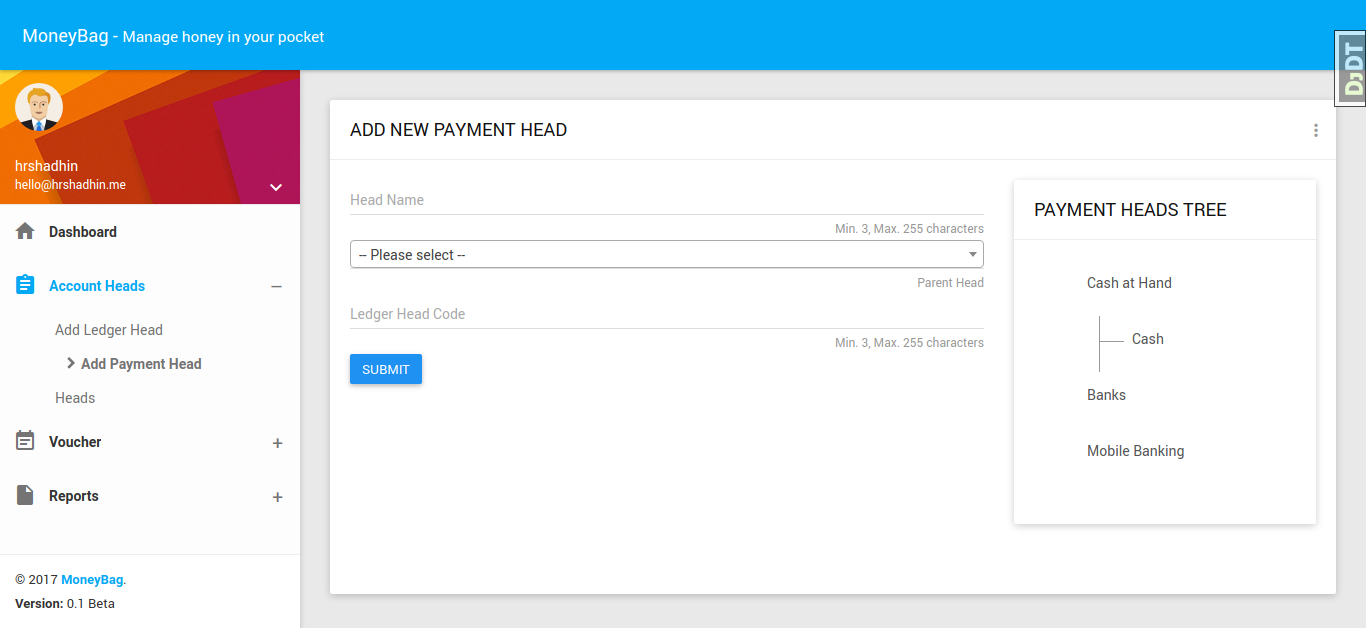 MoneyBag - Manage honey in your pocket
DjDT
hrshadhin
hello@hrshadhin.me
Dashboard
Account Heads
Add Ledger Head
Add Payment Head
Heads
Voucher
Reports
© 2017 MoneyBag.
Version: 0.1 Beta
ADD NEW PAYMENT HEAD
Head Name
Min. 3, Max. 255 characters
-- Please select --
Parent Head
Ledger Head Code
Min. 3, Max. 255 characters
SUBMIT
PAYMENT HEADS TREE
Cash at Hand
Cash
Banks
Mobile Banking